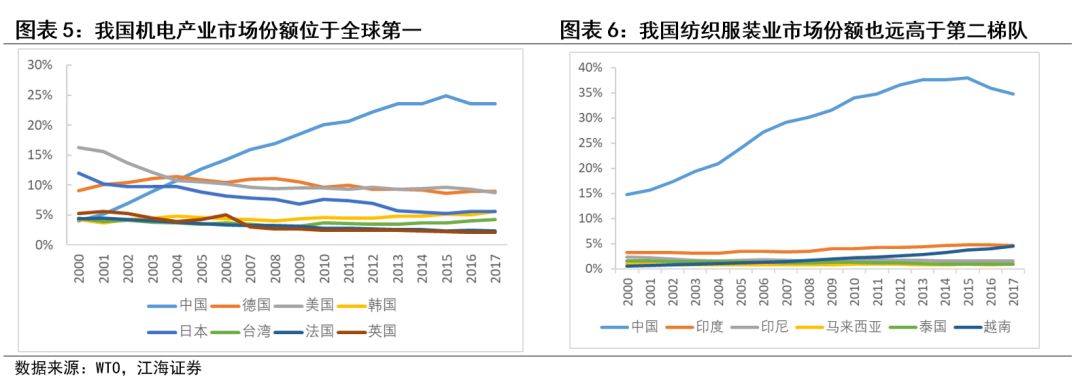 图表 5：我国机电产业市场份额位于全球第一
30%
25%
20%
15%
10%
5%
0%
2000 2001 2002 2003 2004 2005 2006 2007 2008 2009 2010 2011 2012 2013 2014 2015 2016 2017
中国 德国 美国 韩国
日本 台湾 法国 英国
图表 6：我国纺织服装业市场份额也远高于第二梯队
40%
35%
30%
25%
20%
15%
10%
5%
0%
2000 2001 2002 2003 2004 2005 2006 2007 2008 2009 2010 2011 2012 2013 2014 2015 2016 2017
中国 印度 印尼 马来西亚 泰国 越南
数据来源：WTO，江海证券